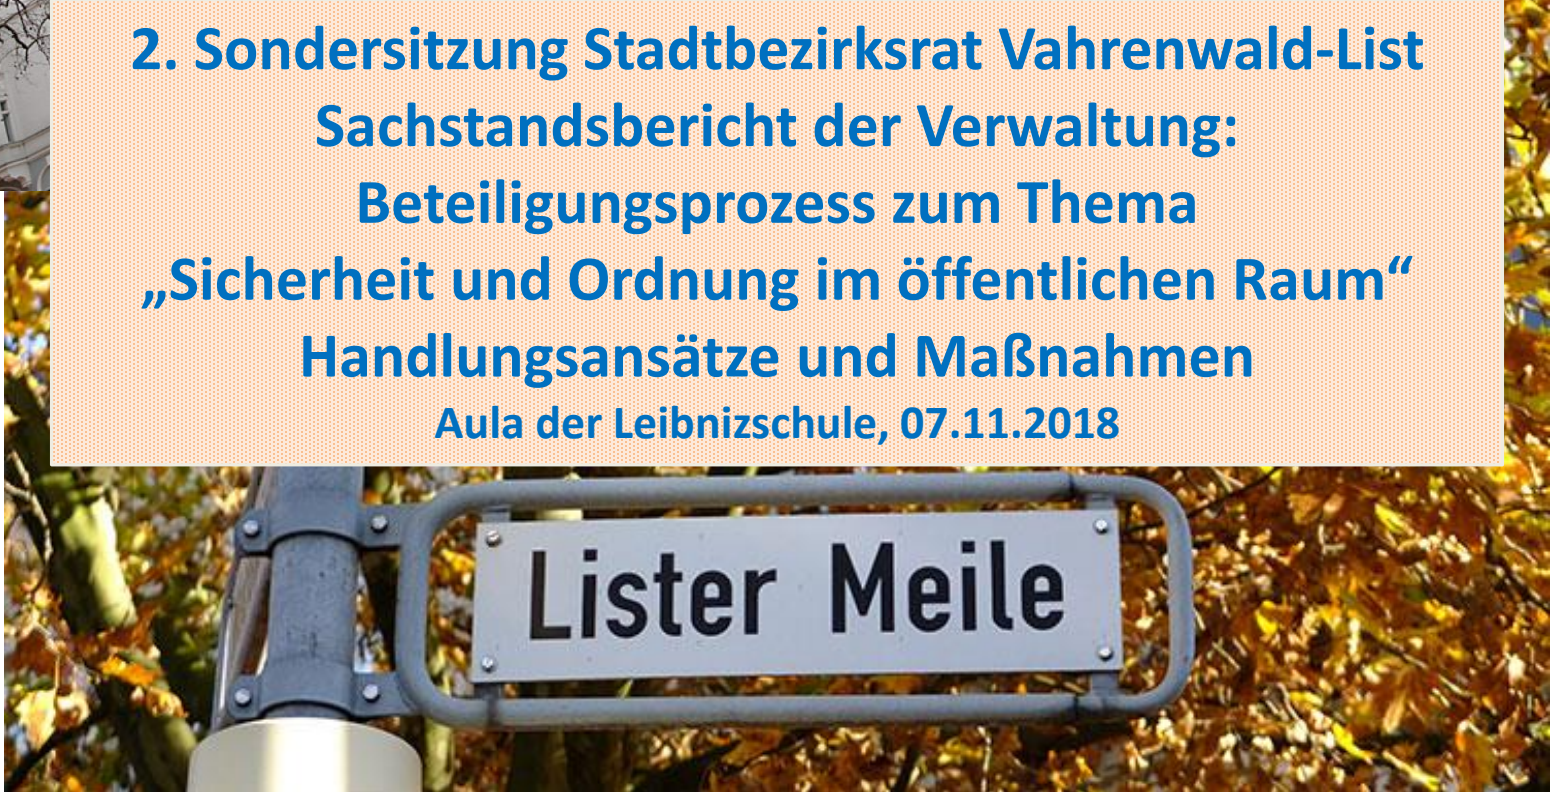 2. Sondersitzung Stadtbezirksrat Vahrenwald-List
Sachstandsbericht der Verwaltung:
Beteiligungsprozess zum Thema
„Sicherheit und Ordnung im öffentlichen Raum“
Handlungsansätze und Maßnahmen
Aula der Leibnizschule, 07.11.2018
Lister Meile